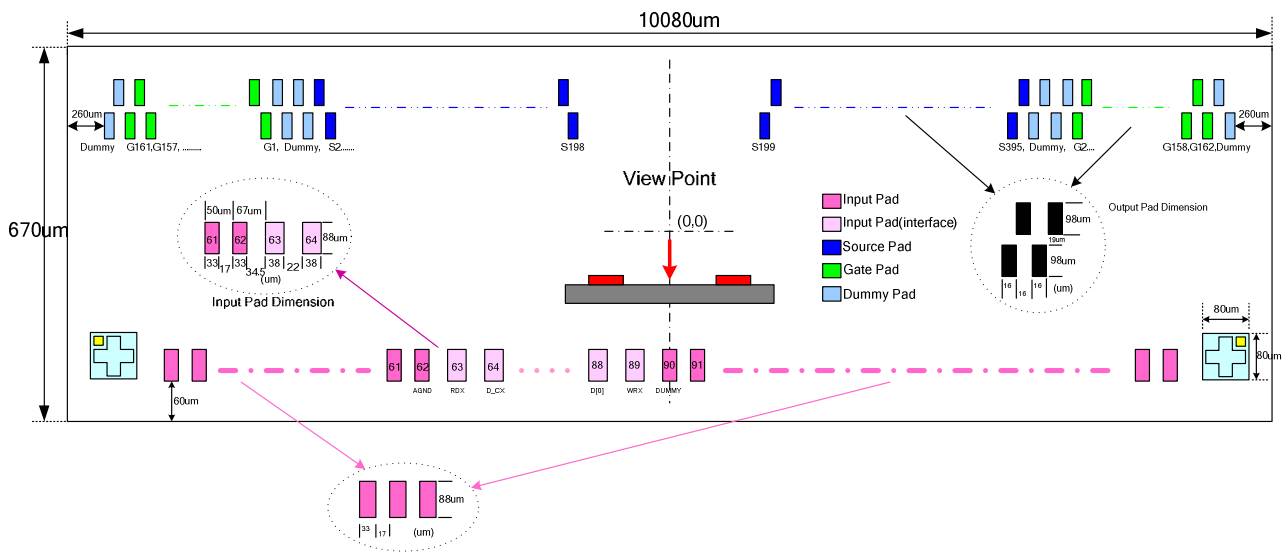 10080um
670um
260um
260um
Dummy
G161,G157, ........
G1, Dummy, S2......
S198
S199
S395, Dummy, G2....
G158,G162,Dummy
View Point
(0,0)
Input Pad
Input Pad(interface)
Source Pad
Gate Pad
Dummy Pad
50um
67um
61
62
63
64
88um
33
17
33
34.5
38
22
38
(um)
Input Pad Dimension
Output Pad Dimension
98um
19um
98um
16
16
16
(um)
80um
80um
60um
61
62
63
64
88
89
90
91
AGND
RDX
D_CX
D[0]
WRX
DUMMY
88um
33
17
(um)